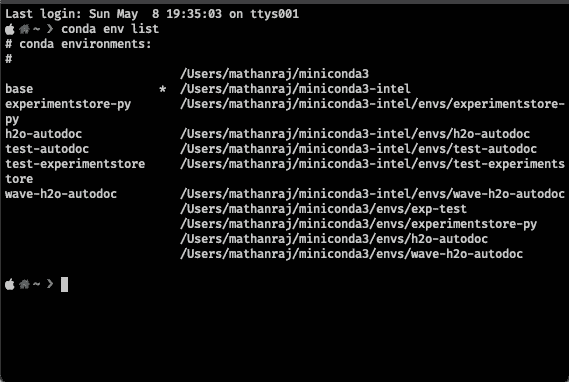 Last login: Sun May  8 19:35:03 on ttys001
~ ❯ conda env list
# conda environments:
#
                         /Users/mathanraj/miniconda3
base                  *  /Users/mathanraj/miniconda3-intel
experimentstore-py       /Users/mathanraj/miniconda3-intel/envs/experimentstore-
py
h2o-autodoc              /Users/mathanraj/miniconda3-intel/envs/h2o-autodoc
test-autodoc             /Users/mathanraj/miniconda3-intel/envs/test-autodoc
test-experimentstore     /Users/mathanraj/miniconda3-intel/envs/test-experiments
tore
wave-h2o-autodoc         /Users/mathanraj/miniconda3-intel/envs/wave-h2o-autodoc
                         /Users/mathanraj/miniconda3/envs/exp-test
                         /Users/mathanraj/miniconda3/envs/experimentstore-py
                         /Users/mathanraj/miniconda3/envs/h2o-autodoc
                         /Users/mathanraj/miniconda3/envs/wave-h2o-autodoc
~ ❯